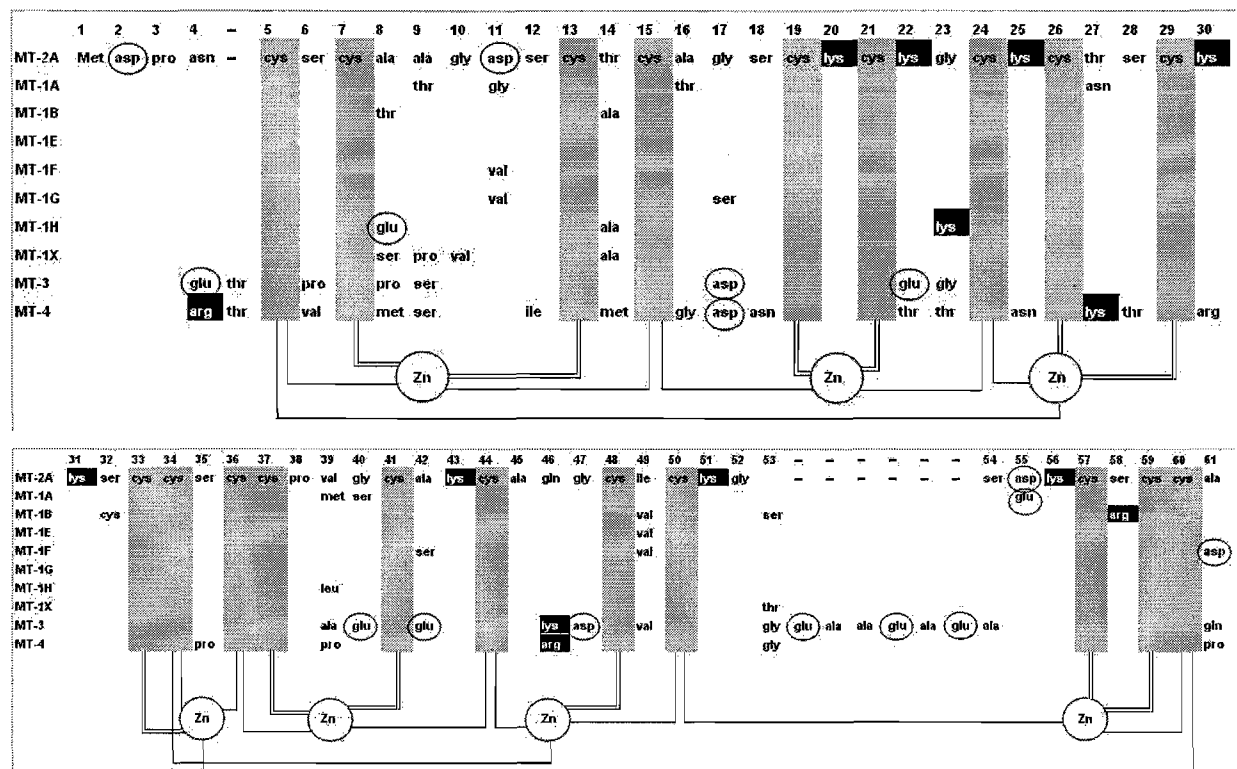 1 2 3 4 – 5 6 7 8 9 10 11 12 13 14 15 16 17 18 19 20 21 22 23 24 25 26 27 28 29 30
MT-2A Met asp pro asn – cys ser cys ala ala gly asp ser cys thr cys ala gly ser cys lys cys lys gly cys lys cys thr ser cys lys
MT-1A thr gly thr asn
MT-1B thr ala
MT-1E
MT-1F val
MT-1G val ser
MT-1H glu ala lys
MT-1X ser pro val ala
MT-3 glu thr pro pro ser asp glu gly
MT-4 arg thr val met ser ile met gly asp asn thr thr asn lys thr arg
Zn Zn Zn
31 32 33 34 35 36 37 38 39 40 41 42 43 44 45 46 47 48 49 50 51 52 53 – – – – – – – 54 55 56 57 58 59 60 61
MT-2A lys ser cys cys ser cys cys pro val gly cys ala lys cys ala gln gly cys Ile cys lys gly – – – – – – – ser asp lys cys ser cys cys ala
MT-1A met ser glu
MT-1B cys val ser arg
MT-1E val
MT-1F ser val asp
MT-1G
MT-1H leu
MT-1X thr
MT-3 ala glu glu lys asp val gly glu ala ala glu ala glu ala gln
MT-4 pro pro arg gly pro
Zn Zn Zn Zn